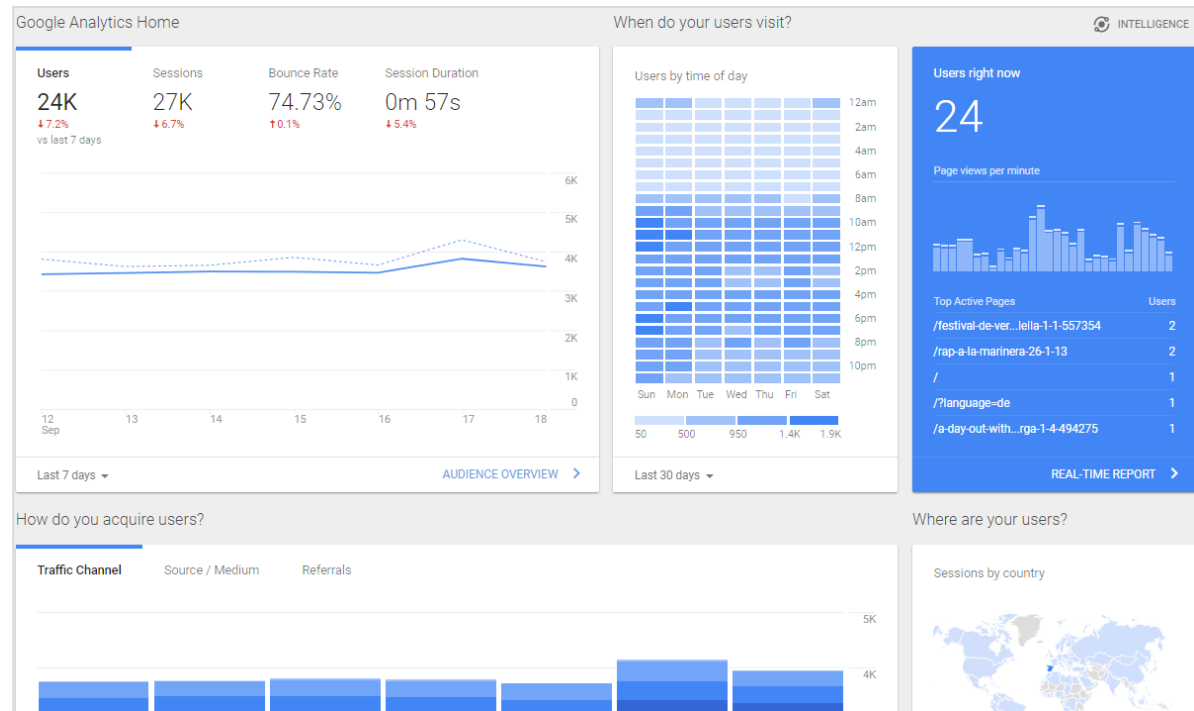 Google Analytics Home
When do your users visit?
INTELLIGENCE
Users
Sessions
Bounce Rate
Session Duration
24K
27K
74.73%
0m 57s
↓7.2%
↓6.7%
↑0.1%
↓5.4%
vs last 7 days
6K
5K
4K
3K
2K
1K
0
12
Sep
13
14
15
16
17
18
Last 7 days
AUDIENCE OVERVIEW
Users by time of day
12am
2am
4am
6am
8am
10am
12pm
2pm
4pm
6pm
8pm
10pm
Sun Mon Tue Wed Thu Fri Sat
50 500 950 1.4K 1.9K
Last 30 days
Users right now
24
Page views per minute
Top Active Pages Users
/festival-de-ver...lella-1-1-557354 2
/rap-a-la-marinera-26-1-13 2
/ 1
/?language=de 1
/a-day-out-with...rga-1-4-494275 1
REAL-TIME REPORT
How do you acquire users?
Where are your users?
Traffic Channel
Source / Medium
Referrals
5K
4K
Sessions by country